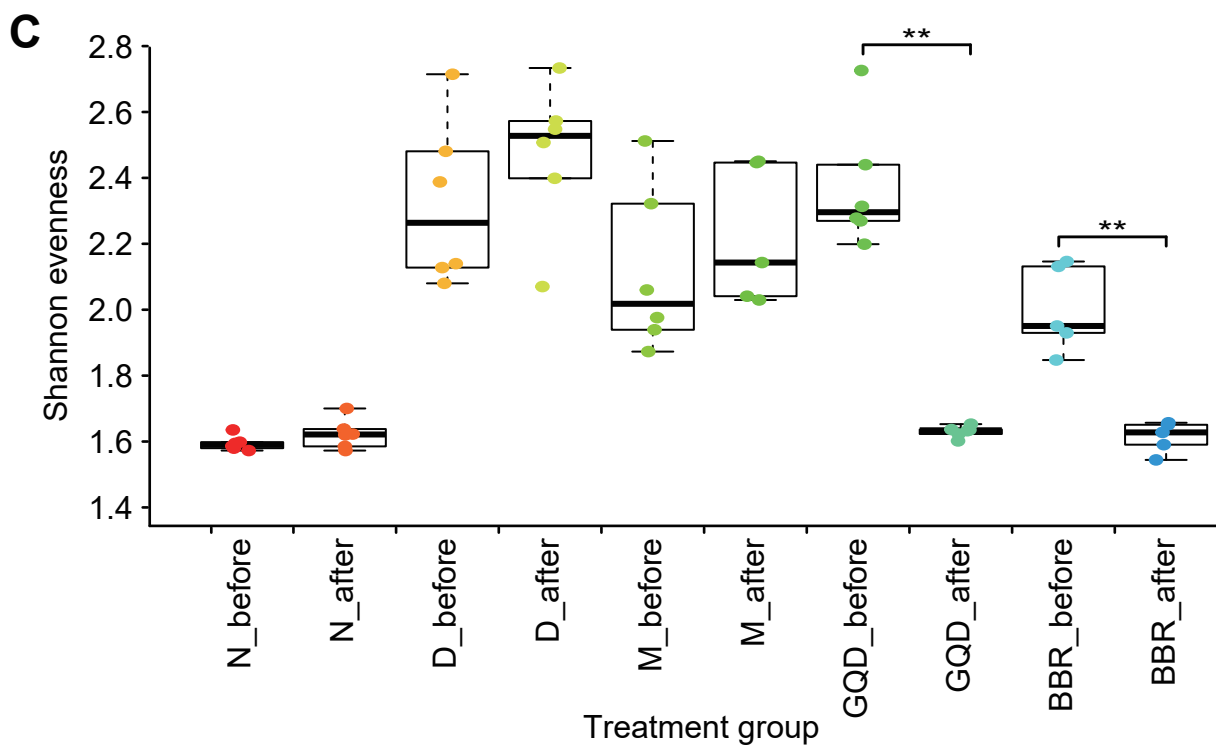 C
**
**
2.8
2.6
2.4
2.2
2.0
1.8
1.6
1.4
Shannon evenness
N_before
N_after
D_before
D_after
M_before
M_after
GQD_before
GQD_after
BBR_before
BBR_after
Treatment group